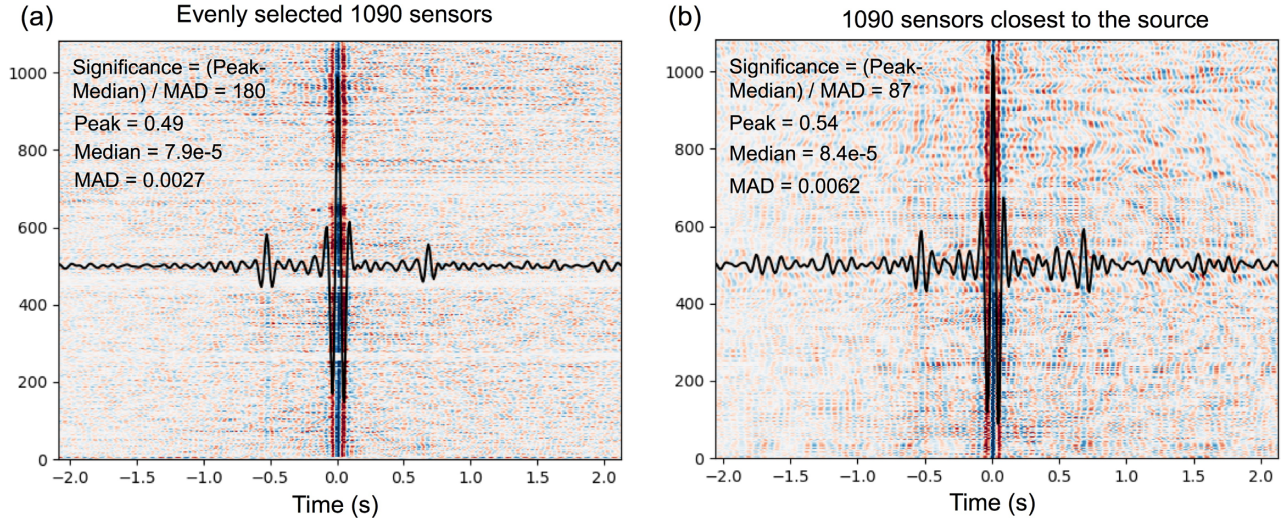 (a)
Evenly selected 1090 sensors
Significance = (Peak-
Median) / MAD = 180
Peak = 0.49
Median = 7.9e-5
MAD = 0.0027
1000
800
600
400
200
0
−2.0 −1.5 −1.0 −0.5 0.0 0.5 1.0 1.5 2.0
Time (s)
(b)
1090 sensors closest to the source
Significance = (Peak-
Median) / MAD = 87
Peak = 0.54
Median = 8.4e-5
MAD = 0.0062
1000
800
600
400
200
0
−2.0 −1.5 −1.0 −0.5 0.0 0.5 1.0 1.5 2.0
Time (s)